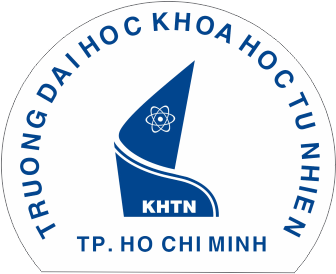 TRUONG DAI HOC KHOA HOC TU NHIEN
KHTN
TP. HO CHI MINH